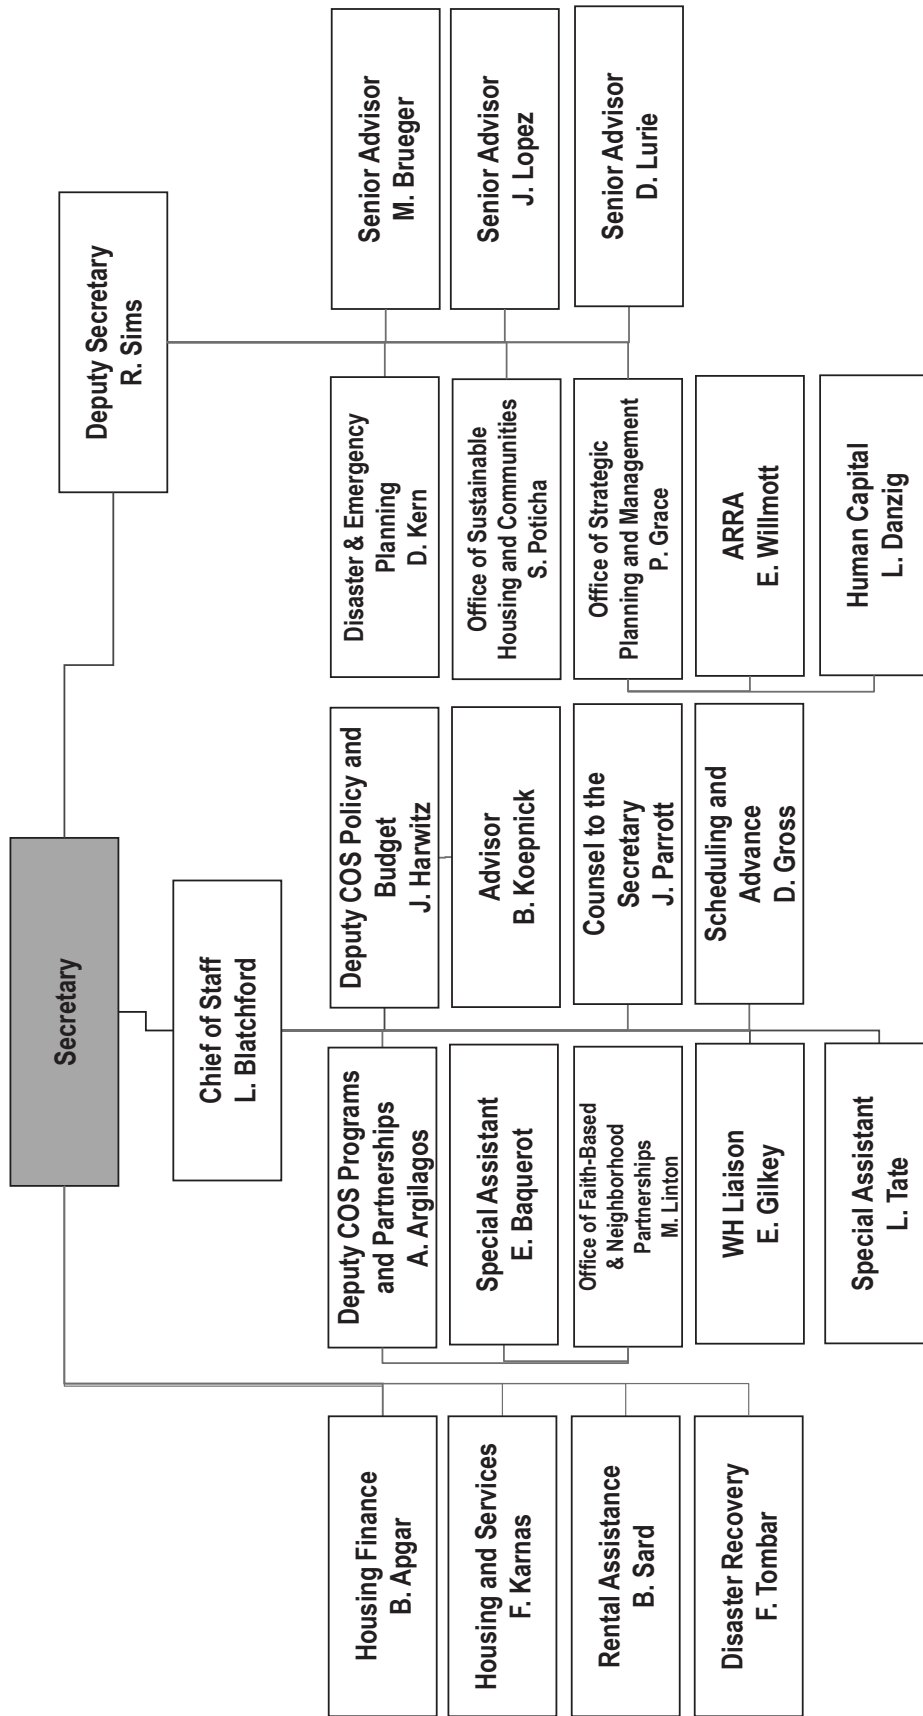 Secretary
Chief of Staff
L. Blatchford
Deputy Secretary
R. Sims
Housing Finance
B. Apgar
Housing and Services
F. Karnas
Rental Assistance
B. Sard
Disaster Recovery
F. Tombar
Deputy COS Programs
and Partnerships
A. Argilagos
Special Assistant
E. Baquerot
Office of Faith-Based
& Neighborhood
Partnerships
M. Linton
WH Liaison
E. Gilkey
Special Assistant
L. Tate
Deputy COS Policy and
Budget
J. Harwitz
Advisor
B. Koepnick
Counsel to the
Secretary
J. Parrott
Scheduling and
Advance
D. Gross
Disaster & Emergency
Planning
D. Kern
Office of Sustainable
Housing and Communities
S. Poticha
Office of Strategic
Planning and Management
P. Grace
ARRA
E. Willmott
Human Capital
L. Danzig
Senior Advisor
M. Brueger
Senior Advisor
J. Lopez
Senior Advisor
D. Lurie